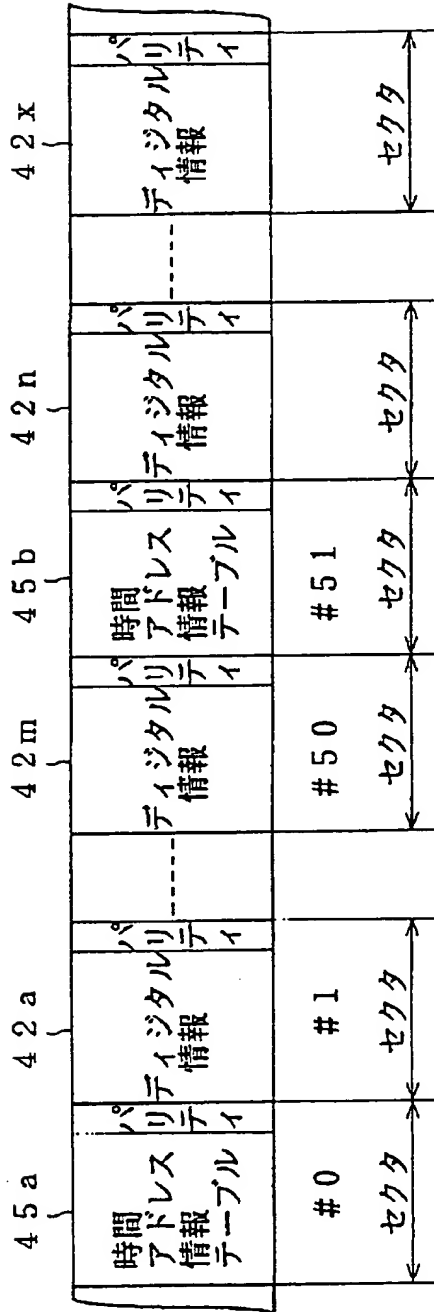 45a 42a 42m 45b 42n 42x
時間
アドレス
情報
テーブル
パリティ
ディジタル
情報
パリティ
ディジタル
情報
パリティ
時間
アドレス
情報
テーブル
パリティ
ディジタル
情報
パリティ
ディジタル
情報
パリティ
#0 #1 #50 #51
セクタ セクタ セクタ セクタ セクタ セクタ